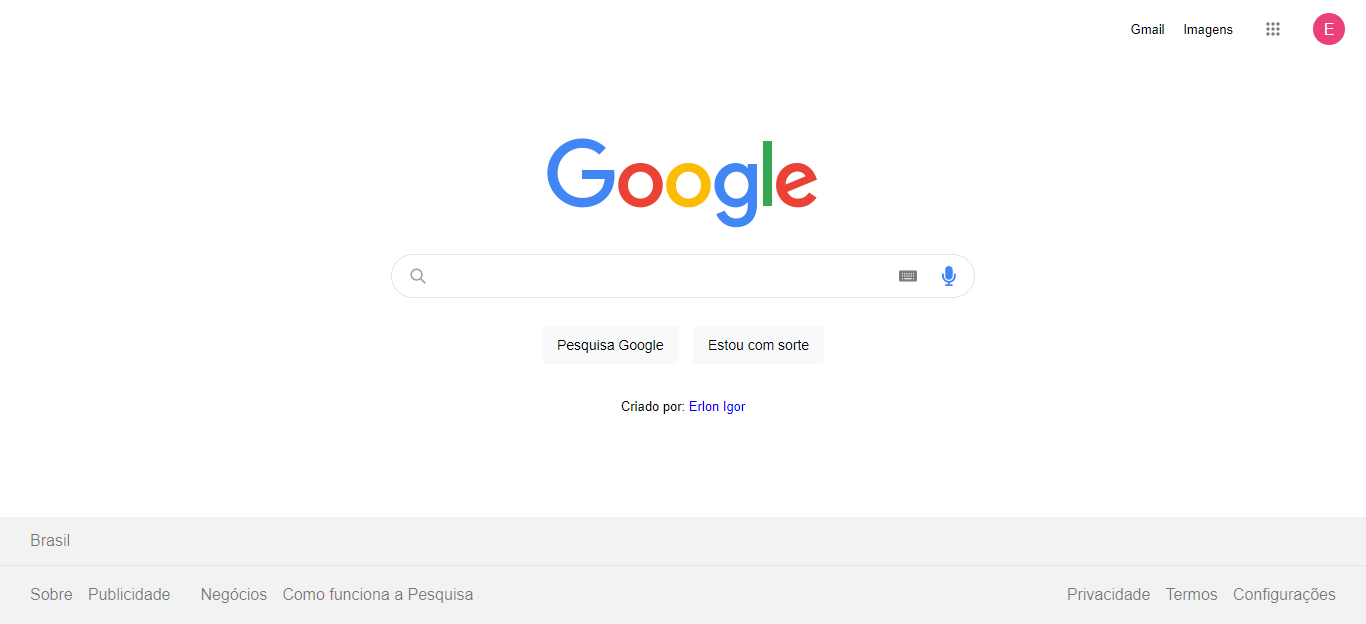 Gmail Imagens E
Google
Pesquisa Google Estou com sorte
Criado por: Erlon Igor
Brasil
Sobre Publicidade Negócios Como funciona a Pesquisa Privacidade Termos Configurações